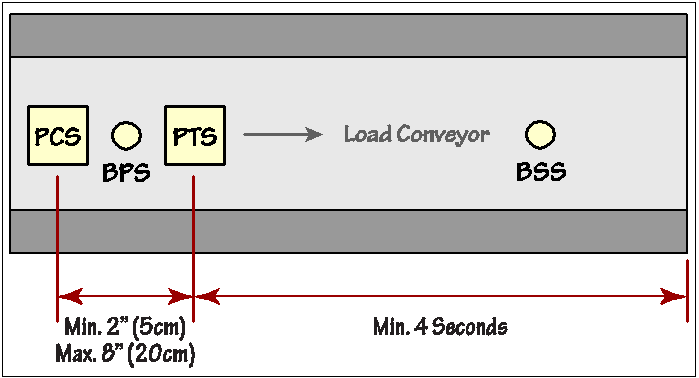 PCS
BPS
PTS
Load Conveyor
BSS
Min. 2" (5cm)
Max. 8" (20cm)
Min. 4 Seconds